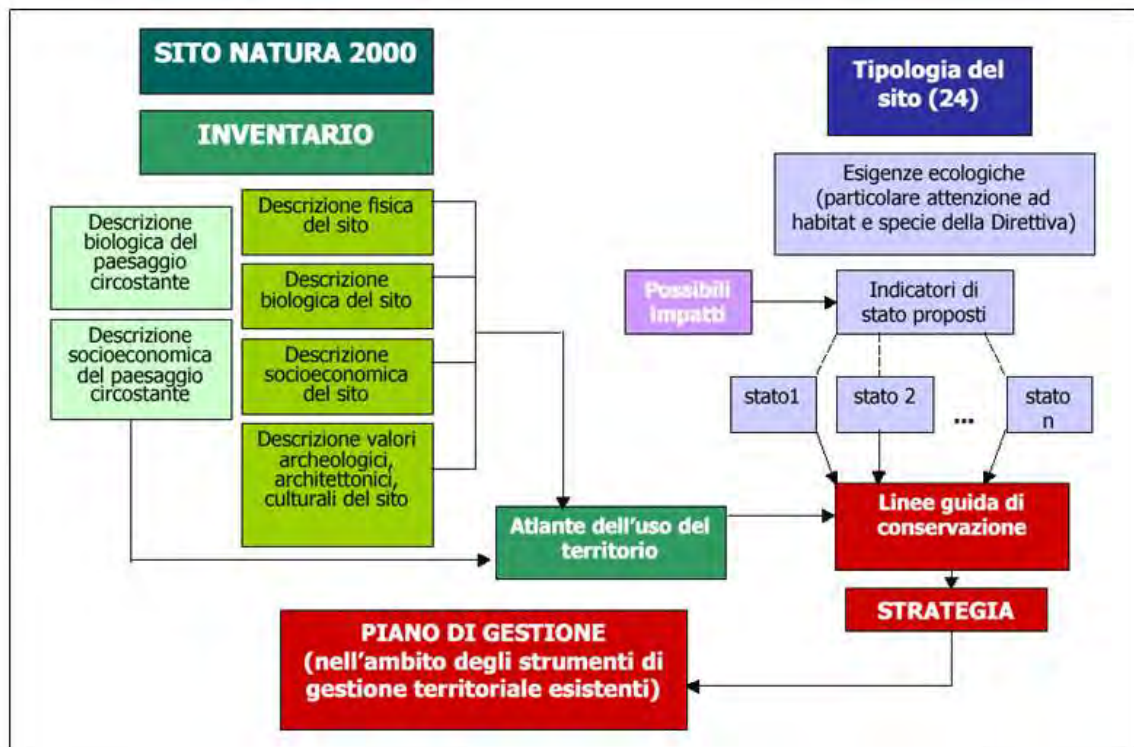 SITO NATURA 2000
INVENTARIO
Descrizione
biologica del
paesaggio
circostante
Descrizione
socioeconomica
del paesaggio
circostante
Descrizione fisica
del sito
Descrizione
biologica del sito
Descrizione
socioeconomica del
sito
Descrizione valori
archeologici,
architettonici,
culturali del sito
Tipologia del
sito (24)
Esigenze ecologiche
(particolare attenzione ad
habitat e specie della Direttiva)
Possibili
impatti
Indicatori di
stato proposti
stato1
stato 2
...
stato
n
Atlante dell'uso del
territorio
Linee guida di
conservazione
STRATEGIA
PIANO DI GESTIONE
(nell'ambito degli strumenti di
gestione territoriale esistenti)